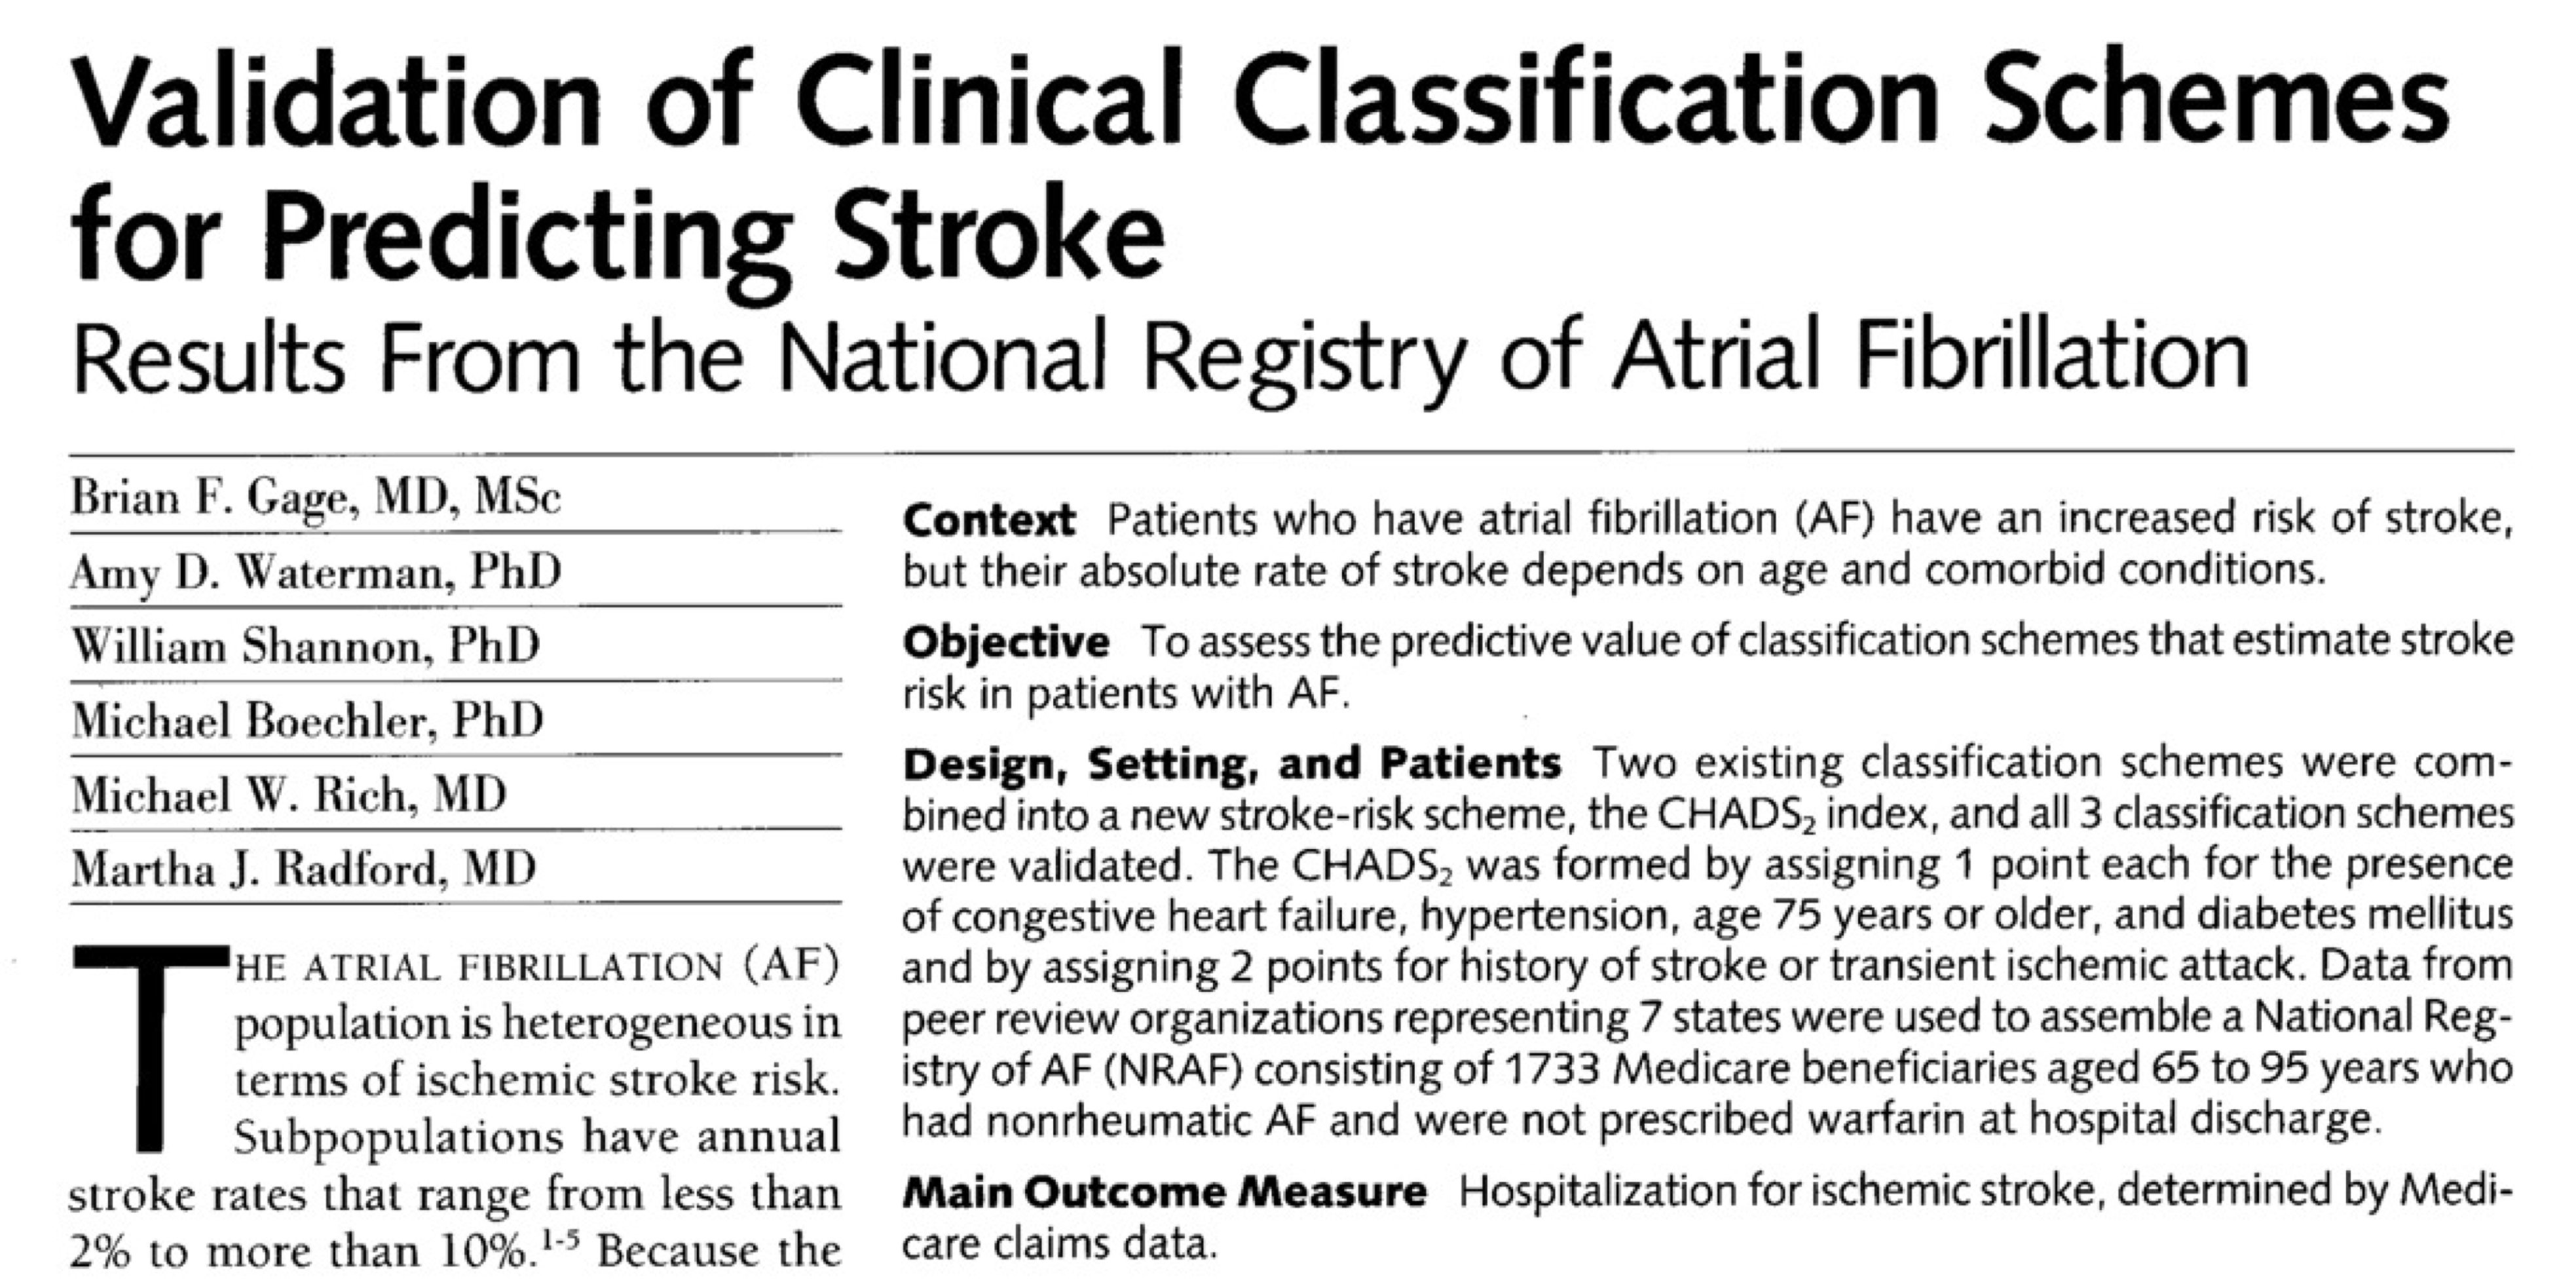 Validation of Clinical Classification Schemes
for Predicting Stroke
Results From the National Registry of Atrial Fibrillation
Brian F. Gage, MD, MSc
Amy D. Waterman, PhD
William Shannon, PhD
Michael Boechler, PhD
Michael W. Rich, MD
Martha J. Radford, MD
THE ATRIAL FIBRILLATION (AF)
population is heterogeneous in
terms of ischemic stroke risk.
Subpopulations have annual
stroke rates that range from less than
2% to more than 10%.1-5 Because the
Context Patients who have atrial fibrillation (AF) have an increased risk of stroke,
but their absolute rate of stroke depends on age and comorbid conditions.
Objective To assess the predictive value of classification schemes that estimate stroke
risk in patients with AF.
Design, Setting, and Patients Two existing classification schemes were com-
bined into a new stroke-risk scheme, the CHADS₂ index, and all 3 classification schemes
were validated. The CHADS₂ was formed by assigning 1 point each for the presence
of congestive heart failure, hypertension, age 75 years or older, and diabetes mellitus
and by assigning 2 points for history of stroke or transient ischemic attack. Data from
peer review organizations representing 7 states were used to assemble a National Reg-
istry of AF (NRAF) consisting of 1733 Medicare beneficiaries aged 65 to 95 years who
had nonrheumatic AF and were not prescribed warfarin at hospital discharge.
Main Outcome Measure Hospitalization for ischemic stroke, determined by Medi-
care claims data.